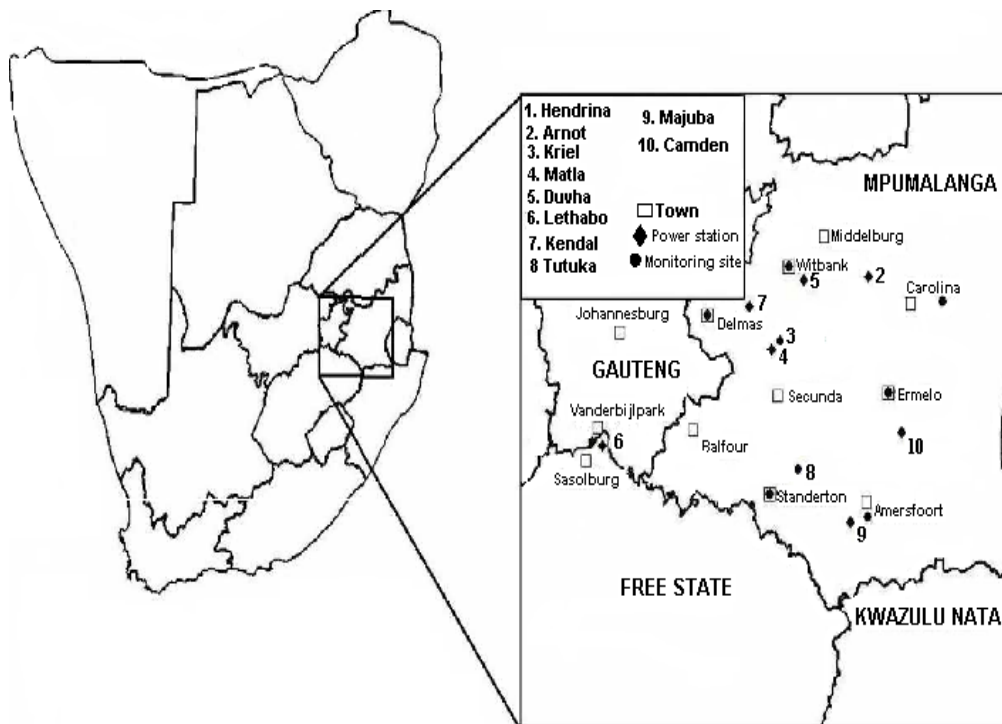 1. Hendrina
2. Arnot
3. Kriel
4. Matla
5. Duvha
6. Lethabo
7. Kendal
8 Tutuka
9. Majuba
10. Camden
Town
Power station
Monitoring site
MPUMALANGA
Middelburg
Witbank
5
2
Carolina
7
Johannesburg
Delmas
3
4
GAUTENG
Secunda
Ermelo
Vanderbijlpark
6
Balfour
10
Sasolburg
8
Standerton
Amersfoort
9
FREE STATE
KWAZULU NATA